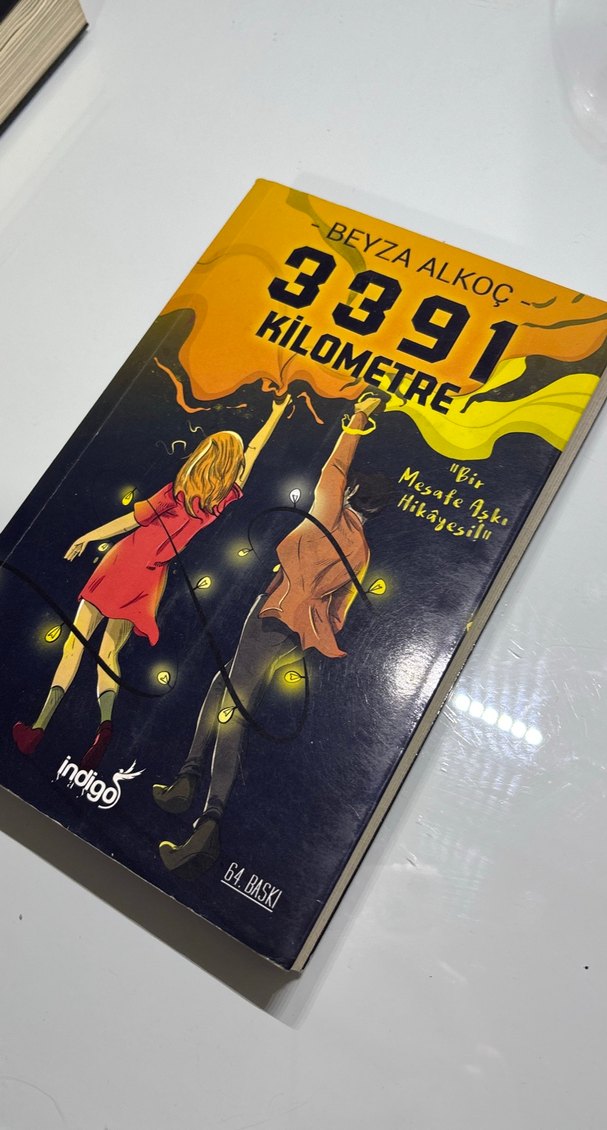 - BEYZA ALKOÇ -
3391
KİLOMETRE
"Bir
Mesafe Aşkı
Hikâyesi!"
indigo
64. BASKI